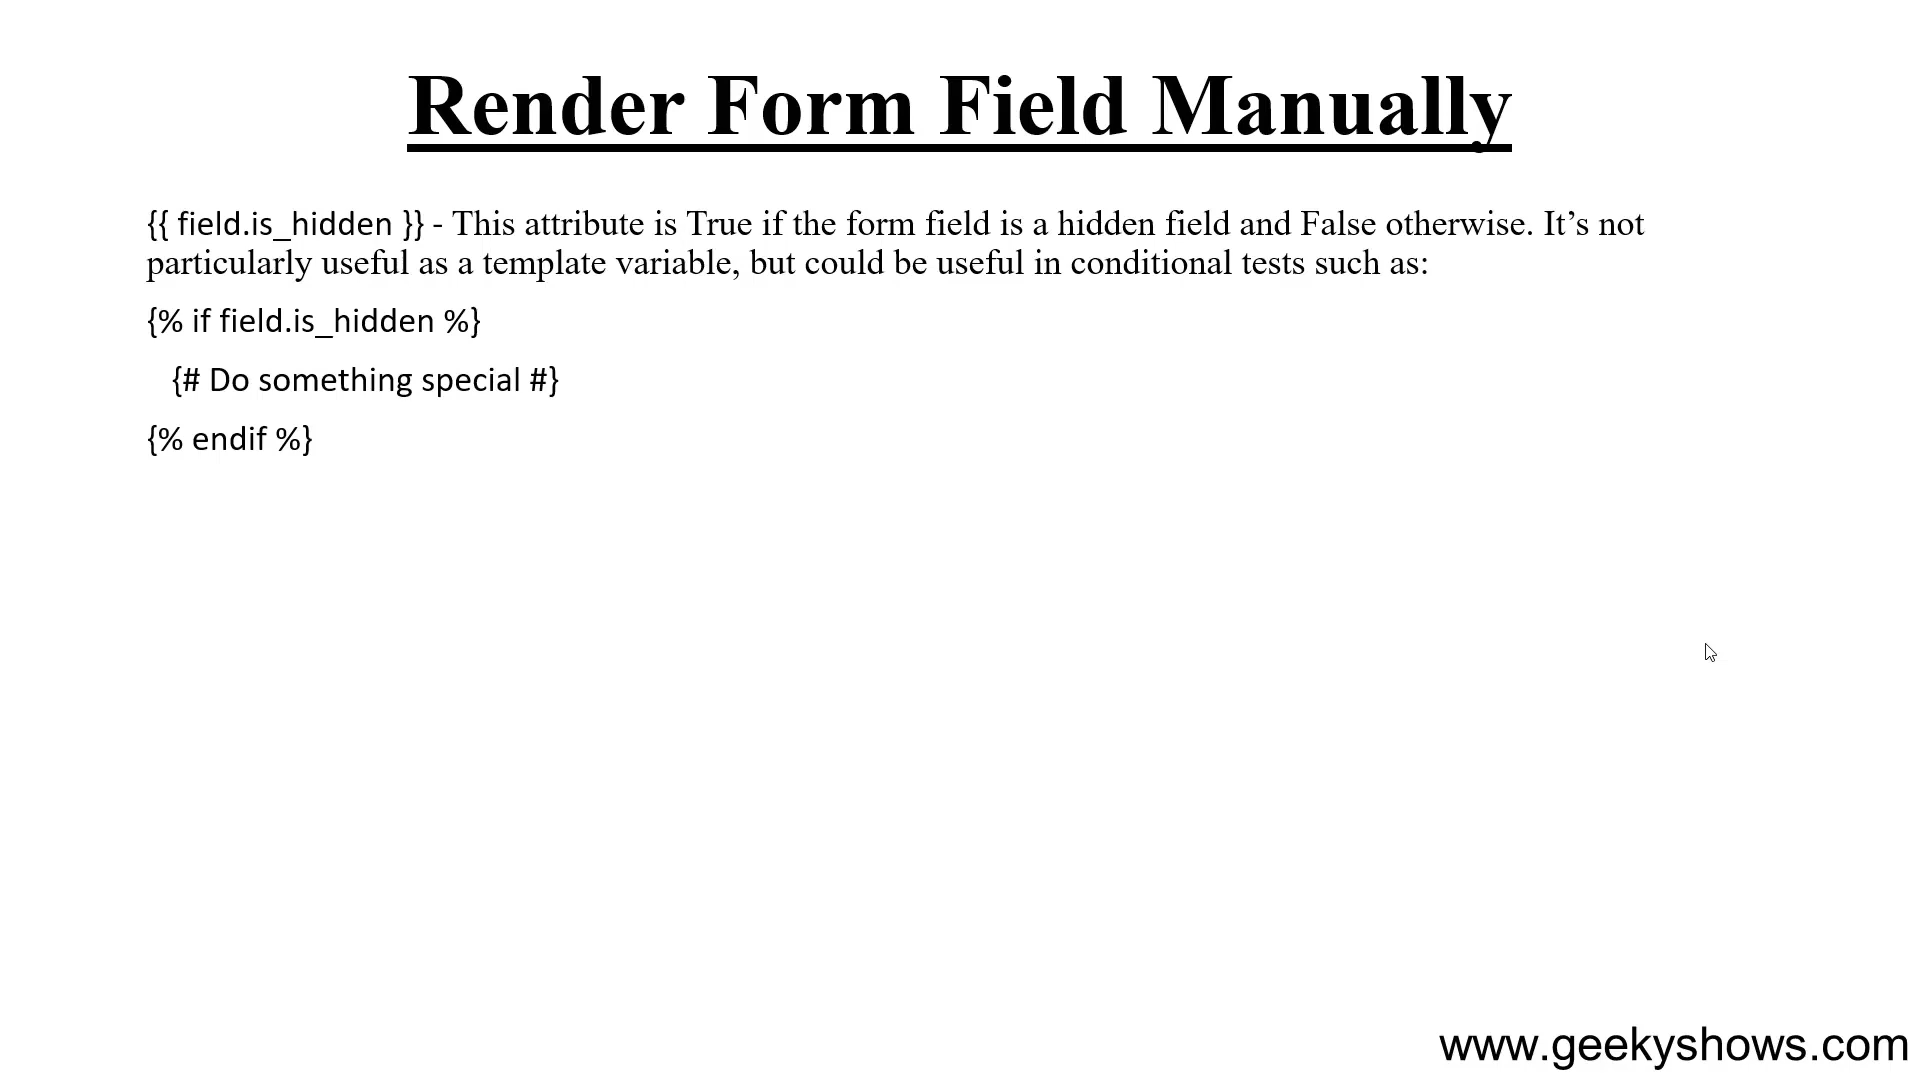 Render Form Field Manually
{{ field.is_hidden }} - This attribute is True if the form field is a hidden field and False otherwise. It’s not
particularly useful as a template variable, but could be useful in conditional tests such as:
{% if field.is_hidden %}
{# Do something special #}
{% endif %}
www.geekyshows.com